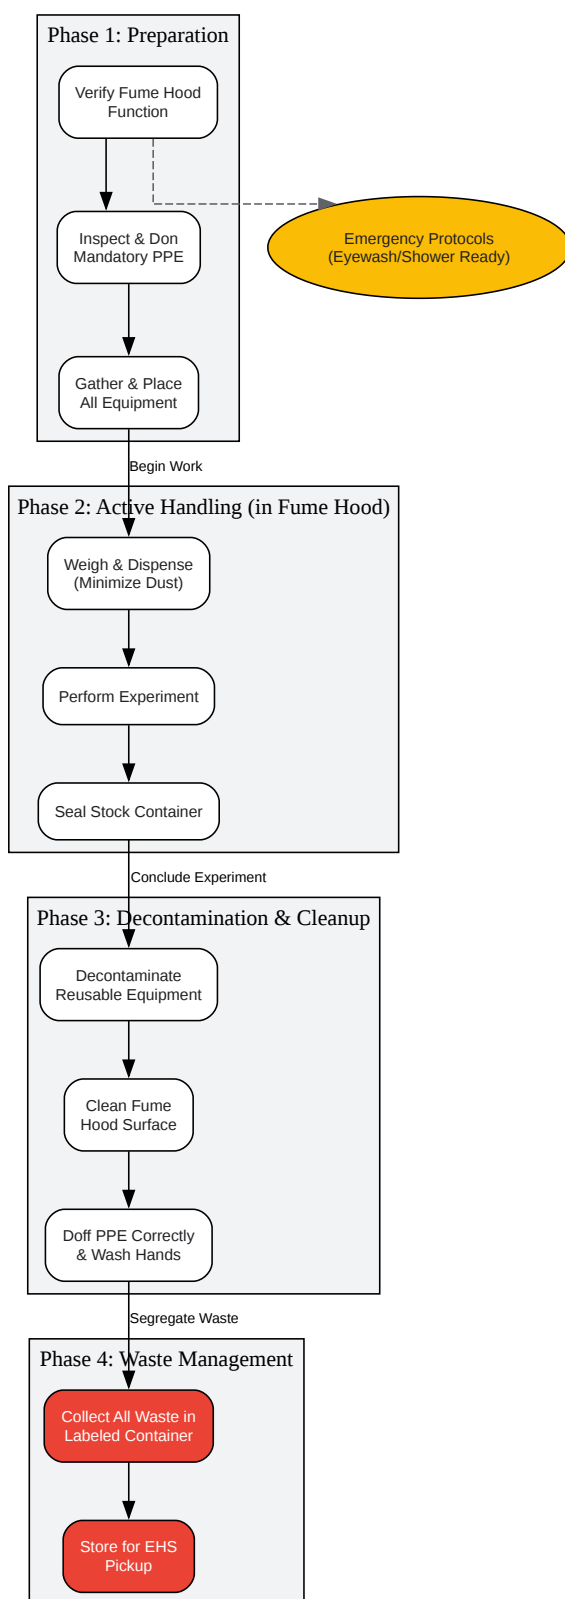 Phase 1: Preparation
Verify Fume Hood
Function
Inspect & Don
Mandatory PPE
Emergency Protocols
(Eyewash/Shower Ready)
Gather & Place
All Equipment
Begin Work
Phase 2: Active Handling (in Fume Hood)
Weigh & Dispense
(Minimize Dust)
Perform Experiment
Seal Stock Container
Conclude Experiment
Phase 3: Decontamination & Cleanup
Decontaminate
Reusable Equipment
Clean Fume
Hood Surface
Doff PPE Correctly
& Wash Hands
Segregate Waste
Phase 4: Waste Management
Collect All Waste in
Labeled Container
Store for EHS
Pickup